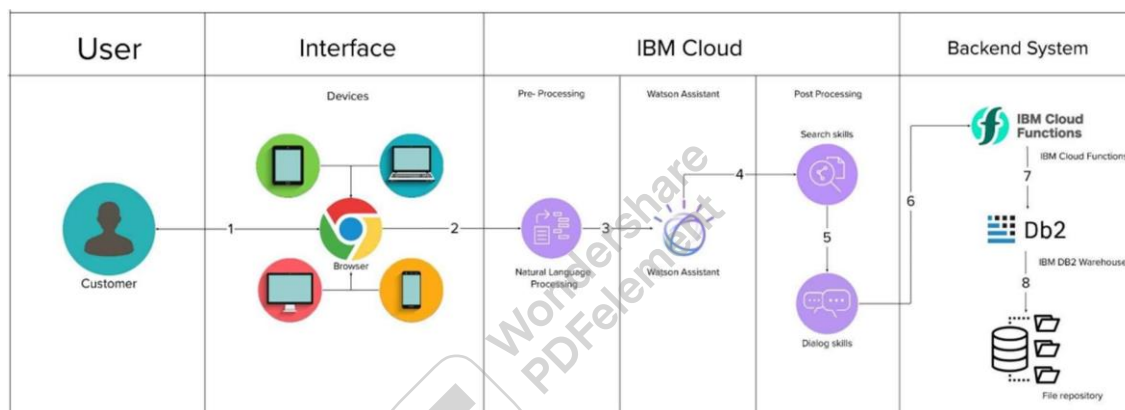 User
Interface
IBM Cloud
Backend System
Devices
Pre- Processing
Watson Assistant
Post Processing
Search skills
IBM Cloud
Functions
IBM Cloud Functions
7
4
6
1
2
3
5
Db2
Browser
Customer
Natural Language
Processing
Watson Assistant
IBM DB2 Warehouse
8
Dialog skills
File repository
Wondershare
PDFelement